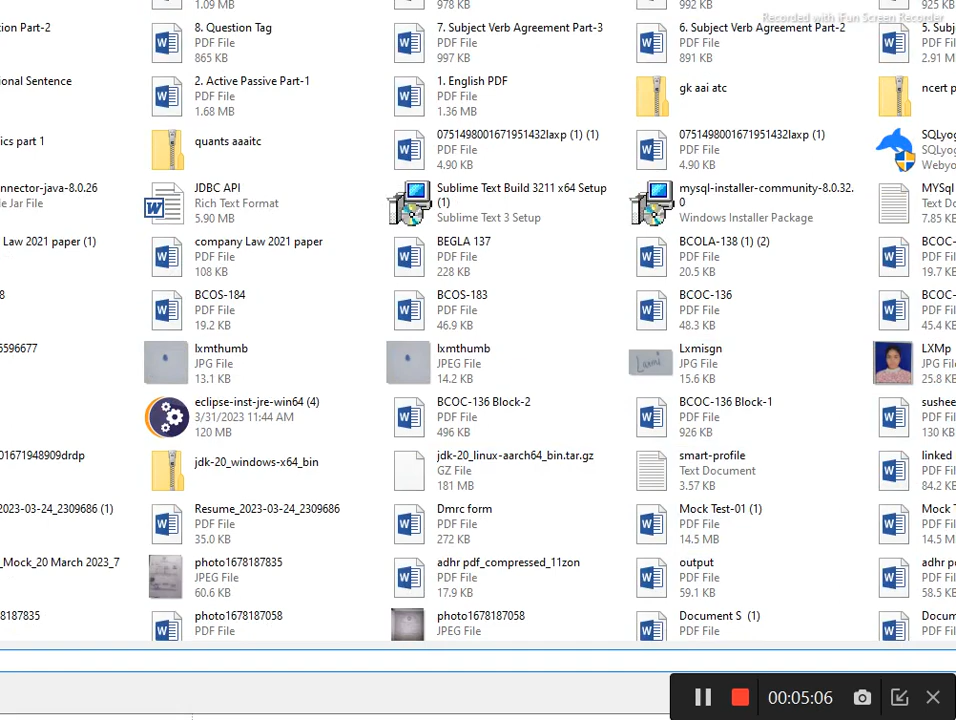 1.09 MB
978 KB
992 KB
Recorded with iFun Screen Recorder
925 K
ion Part-2
8. Question Tag
PDF File
865 KB
7. Subject Verb Agreement Part-3
PDF File
997 KB
6. Subject Verb Agreement Part-2
PDF File
891 KB
5. Subj
PDF File
2.91 M
ional Sentence
2. Active Passive Part-1
PDF File
1.68 MB
1. English PDF
PDF File
1.36 MB
gk aai atc
ncert p
ics part 1
quants aaaitc
0751498001671951432laxp (1) (1)
PDF File
4.90 KB
0751498001671951432laxp (1)
PDF File
4.90 KB
SQLyog
SQLyog
Webyo
nnector-java-8.0.26
le Jar File
JDBC API
Rich Text Format
5.90 MB
Sublime Text Build 3211 x64 Setup
(1)
Sublime Text 3 Setup
mysql-installer-community-8.0.32.
0
Windows Installer Package
MYSql
Text Do
7.85 KB
Law 2021 paper (1)
company Law 2021 paper
PDF File
108 KB
BEGLA 137
PDF File
228 KB
BCOLA-138 (1) (2)
PDF File
20.5 KB
BCOC-
PDF File
19.7 KB
8
BCOS-184
PDF File
19.2 KB
BCOS-183
PDF File
46.9 KB
BCOC-136
PDF File
48.3 KB
BCOC-
PDF File
45.4 KB
5596677
lxmthumb
JPG File
13.1 KB
lxmthumb
JPEG File
14.2 KB
Lxmisgn
JPG File
15.6 KB
LXMp
JPG File
25.8 KB
eclipse-inst-jre-win64 (4)
3/31/2023 11:44 AM
120 MB
BCOC-136 Block-2
PDF File
496 KB
BCOC-136 Block-1
PDF File
926 KB
sushee
PDF File
130 KB
01671948909drdp
jdk-20_windows-x64_bin
jdk-20_linux-aarch64_bin.tar.gz
GZ File
181 MB
smart-profile
Text Document
3.57 KB
linked
PDF File
84.2 KB
2023-03-24_2309686 (1)
Resume_2023-03-24_2309686
PDF File
35.0 KB
Dmrc form
PDF File
272 KB
Mock Test-01 (1)
PDF File
14.5 MB
Mock T
PDF File
14.5 M
_Mock_20 March 2023_7
photo1678187835
JPEG File
60.6 KB
adhr pdf_compressed_11zon
PDF File
17.9 KB
output
PDF File
59.1 KB
adhr p
PDF File
58.5 KB
8187835
photo1678187058
PDF File
photo1678187058
JPEG File
Document S (1)
PDF File
Docum
PDF File
00:05:06